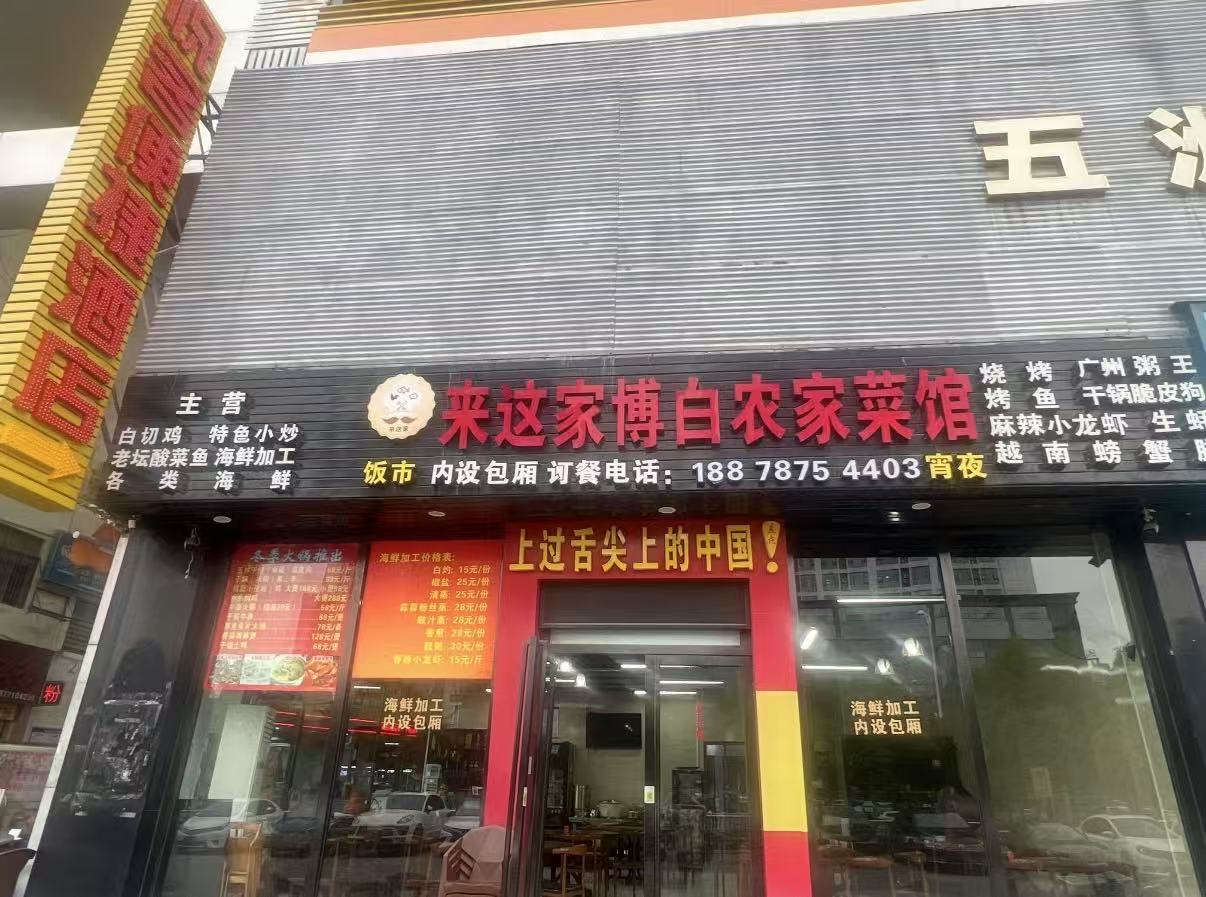 悦言便捷酒店
五洲
主营
白切鸡 特色小炒
老坛酸菜鱼 海鲜加工
各类海鲜
来这家
来这家博白农家菜馆
饭市 内设包厢 订餐电话：188 7875 4403 宵夜
烧烤 广州粥王
烤鱼 干锅脆皮狗
麻辣小龙虾 生蚝
越南螃蟹
上过舌尖上的中国！
冬季火锅推出
海鲜加工价格表:
白灼: 15元/份
椒盐: 25元/份
清蒸: 25元/份
蒜蓉粉丝蒸: 28元/份
豉汁蒸: 28元/份
香煎: 28元/份
30元/份
香辣小龙虾: 15元/斤
海鲜加工
内设包厢
海鲜加工
内设包厢
粉